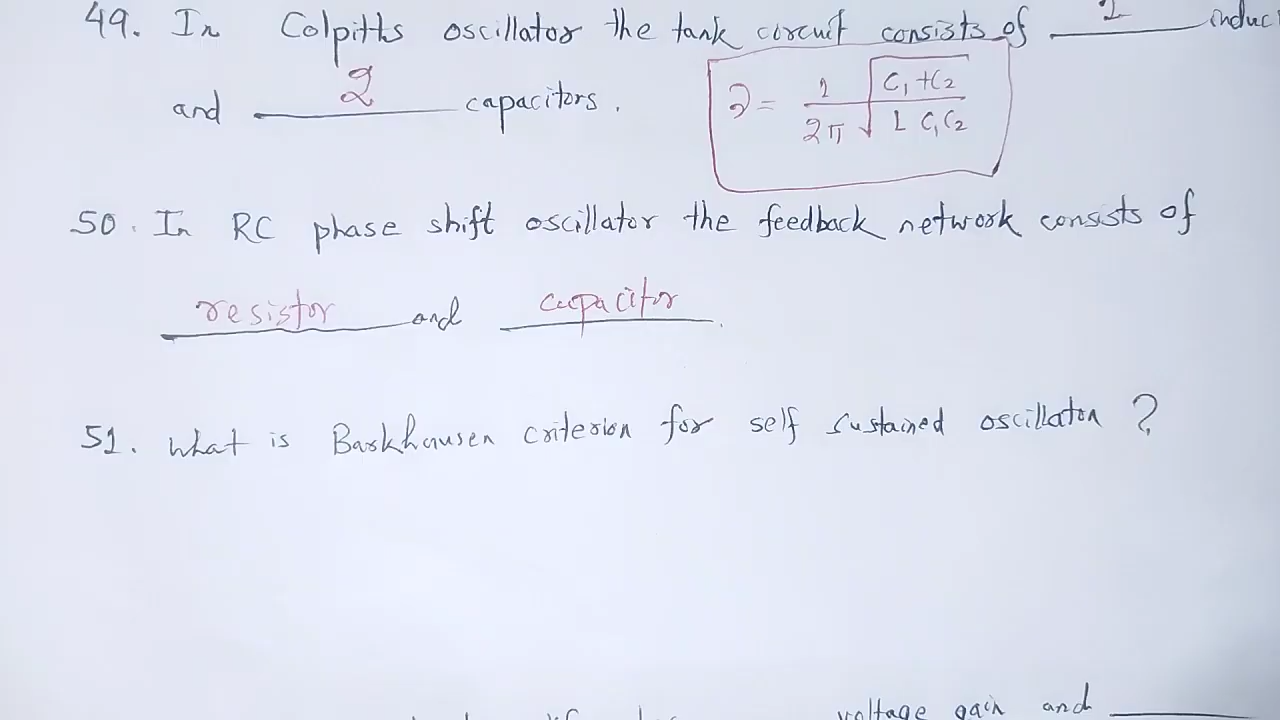 49. In Colpitts oscillator the tank circuit consists of 1 induc
and 2 capacitors.
ν = 1/2π √(C₁+C₂ / L C₁C₂)
50. In RC phase shift oscillator the feedback network consists of
resistor and capacitor.
51. What is Barkhausen criterion for self sustained oscillaton ?
voltage gain and